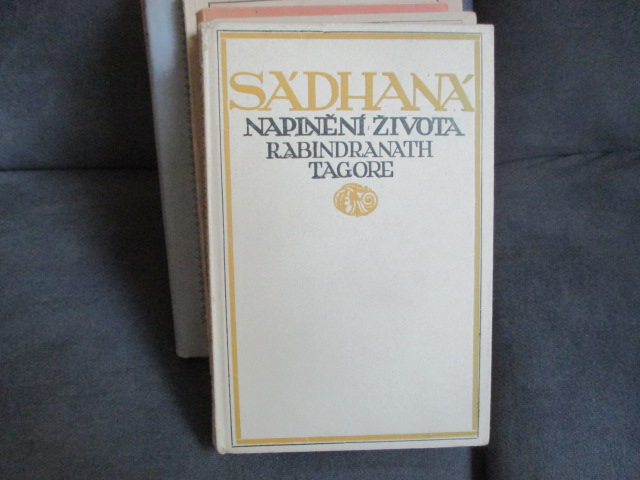 SÁDHANÁ
NAPLNĚNÍ ŽIVOTA
RABINDRANATH
TAGORE